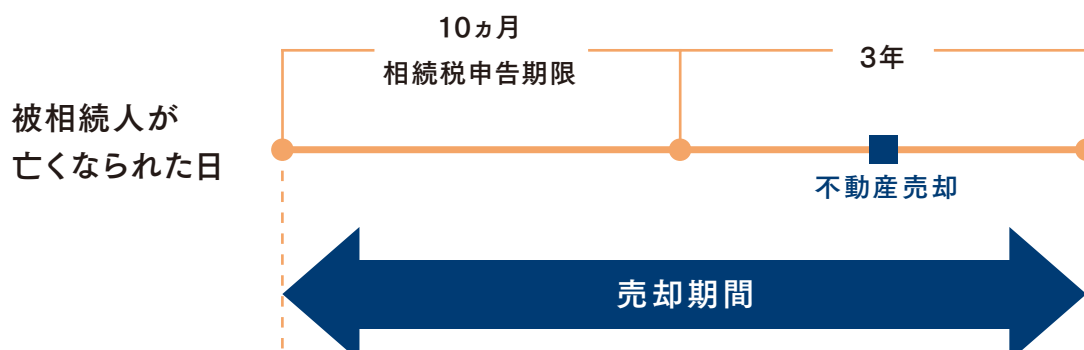 10ヵ月
相続税申告期限
3年
被相続人が
亡くなられた日
不動産売却
売却期間